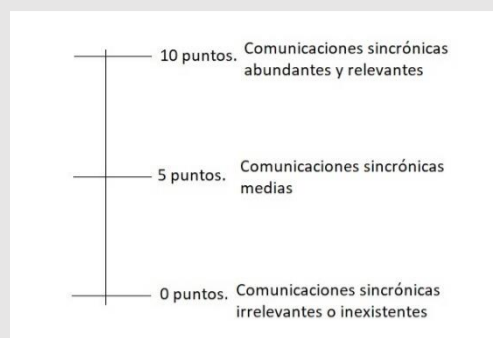 10 puntos. Comunicaciones sincrónicas
abundantes y relevantes
5 puntos. Comunicaciones sincrónicas
medias
0 puntos. Comunicaciones sincrónicas
irrelevantes o inexistentes